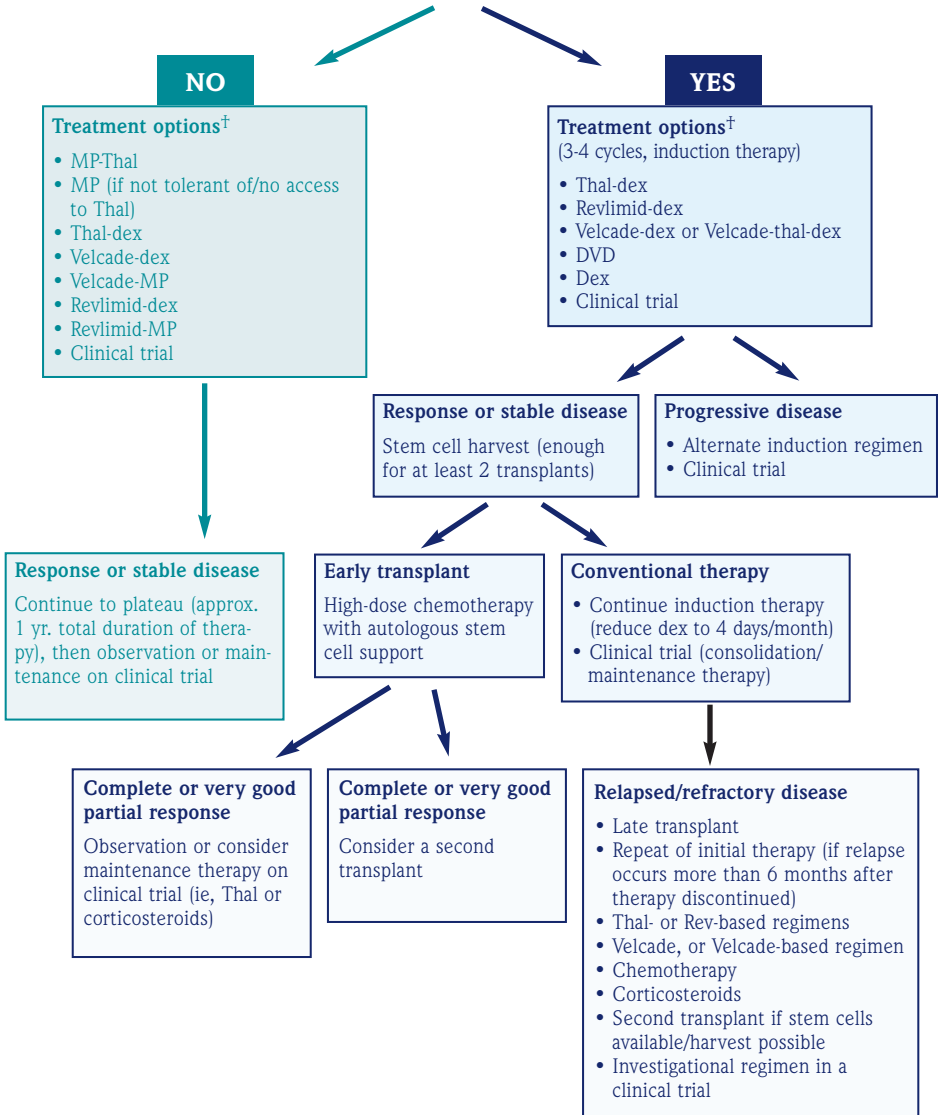 NO
Treatment options†
• MP-Thal
• MP (if not tolerant of/no access
to Thal)
• Thal-dex
• Velcade-dex
• Velcade-MP
• Revlimid-dex
• Revlimid-MP
• Clinical trial
YES
Treatment options†
(3-4 cycles, induction therapy)
• Thal-dex
• Revlimid-dex
• Velcade-dex or Velcade-thal-dex
• DVD
• Dex
• Clinical trial
Response or stable disease
Stem cell harvest (enough
for at least 2 transplants)
Progressive disease
• Alternate induction regimen
• Clinical trial
Response or stable disease
Continue to plateau (approx.
1 yr. total duration of thera-
py), then observation or main-
tenance on clinical trial
Early transplant
High-dose chemotherapy
with autologous stem
cell support
Conventional therapy
• Continue induction therapy
(reduce dex to 4 days/month)
• Clinical trial (consolidation/
maintenance therapy)
Complete or very good
partial response
Observation or consider
maintenance therapy on
clinical trial (ie, Thal or
corticosteroids)
Complete or very good
partial response
Consider a second
transplant
Relapsed/refractory disease
• Late transplant
• Repeat of initial therapy (if relapse
occurs more than 6 months after
therapy discontinued)
• Thal- or Rev-based regimens
• Velcade, or Velcade-based regimen
• Chemotherapy
• Corticosteroids
• Second transplant if stem cells
available/harvest possible
• Investigational regimen in a
clinical trial